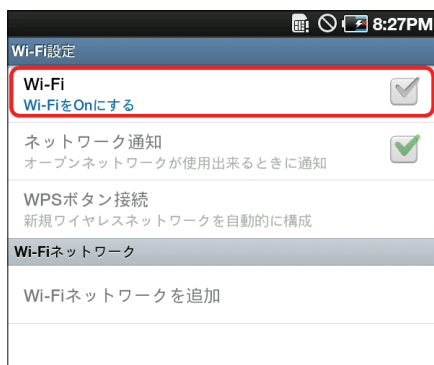 8:27PM
Wi-Fi設定
Wi-Fi
Wi-FiをOnにする
ネットワーク通知
オープンネットワークが使用出来るときに通知
WPSボタン接続
新規ワイヤレスネットワークを自動的に構成
Wi-Fiネットワーク
Wi-Fiネットワークを追加